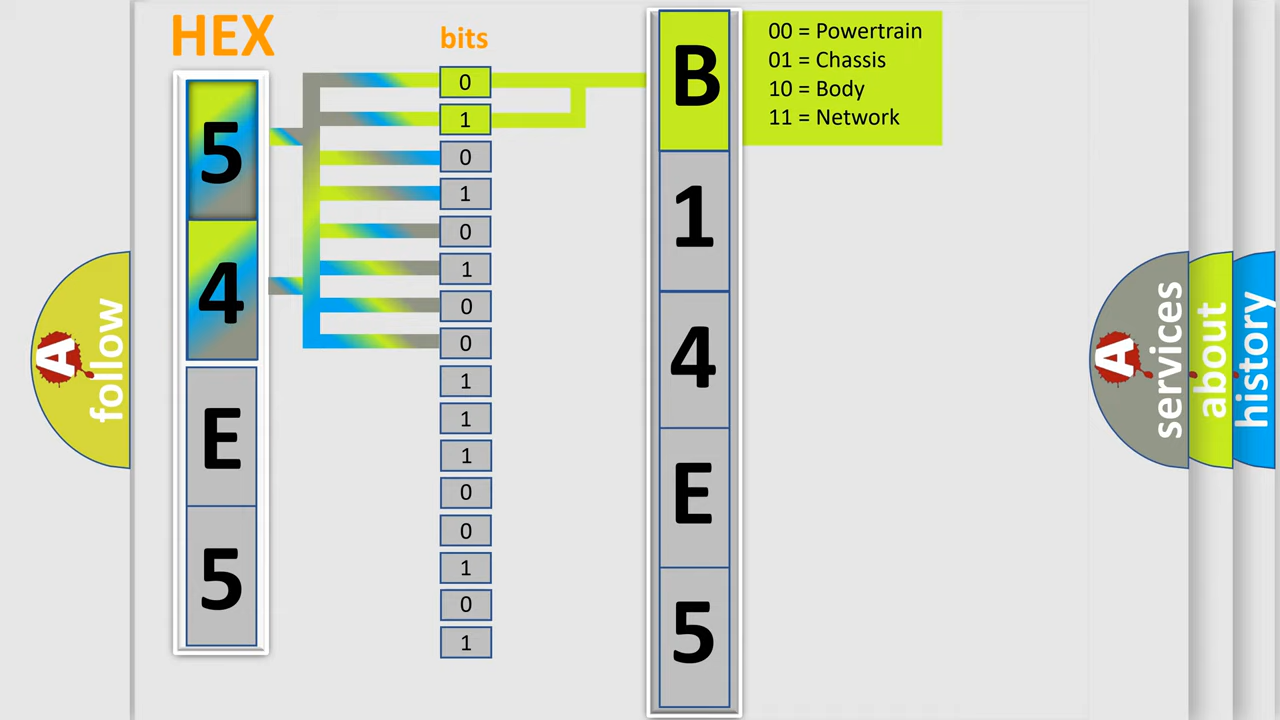 HEX
bits
5
4
E
5
0
1
0
1
0
1
0
0
1
1
1
0
0
1
0
1
B
1
4
E
5
00 = Powertrain
01 = Chassis
10 = Body
11 = Network
A
follow
A
services
about
history